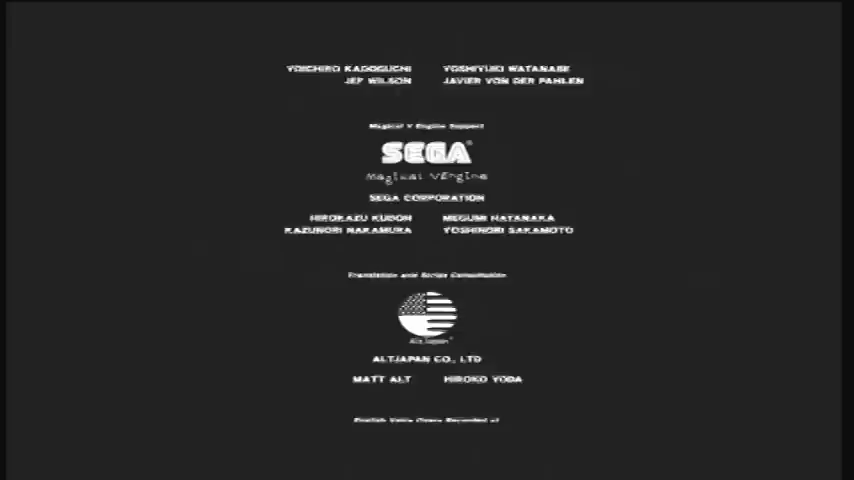 YOICHIRO KADOGUCHI YOSHIYUKI WATANABE
JEF WILSON JAVIER VON DER PAHLEN
Magical V Engine Support
SEGA
Magical VEngine
SEGA CORPORATION
HIROKAZU KUDOH MEGUMI HATANAKA
KAZUNORI NAKAMURA YOSHINORI SAKAMOTO
Translation and Script Consultation
AltJapan
ALTJAPAN CO., LTD
MATT ALT HIROKO YODA
English Voice Overs Recorded at